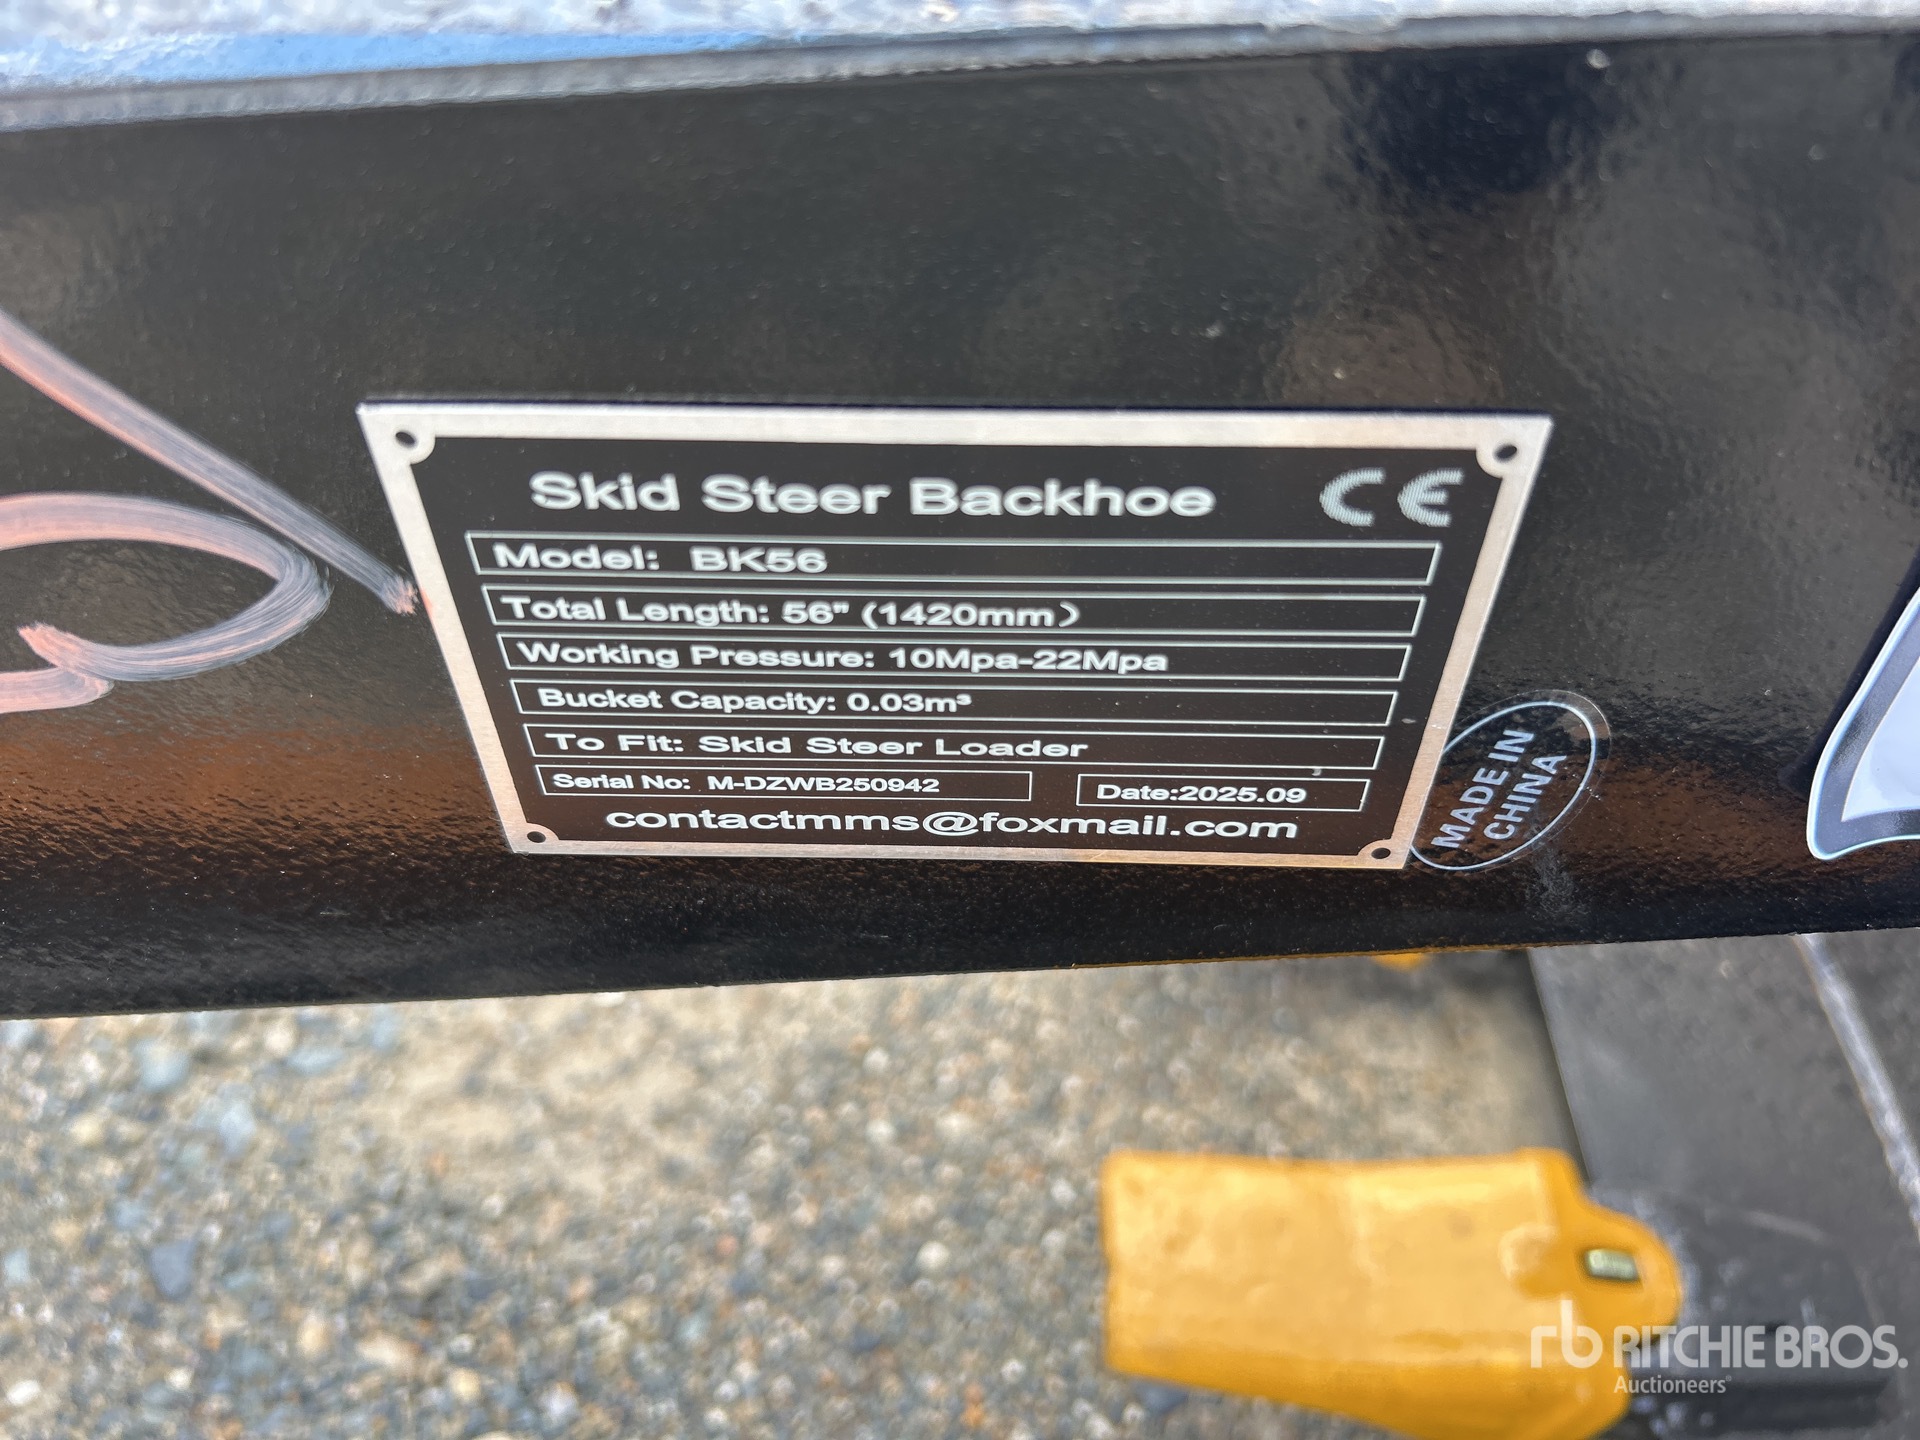 Skid Steer Backhoe CE
Model: BK56
Total Length: 56" (1420mm)
Working Pressure: 10Mpa-22Mpa
Bucket Capacity: 0.03m³
To Fit: Skid Steer Loader
Serial No: M-DZWB250942 Date:2025.09
contactmms@foxmail.com
MADE IN
CHINA
rb RITCHIE BROS.
Auctioneers